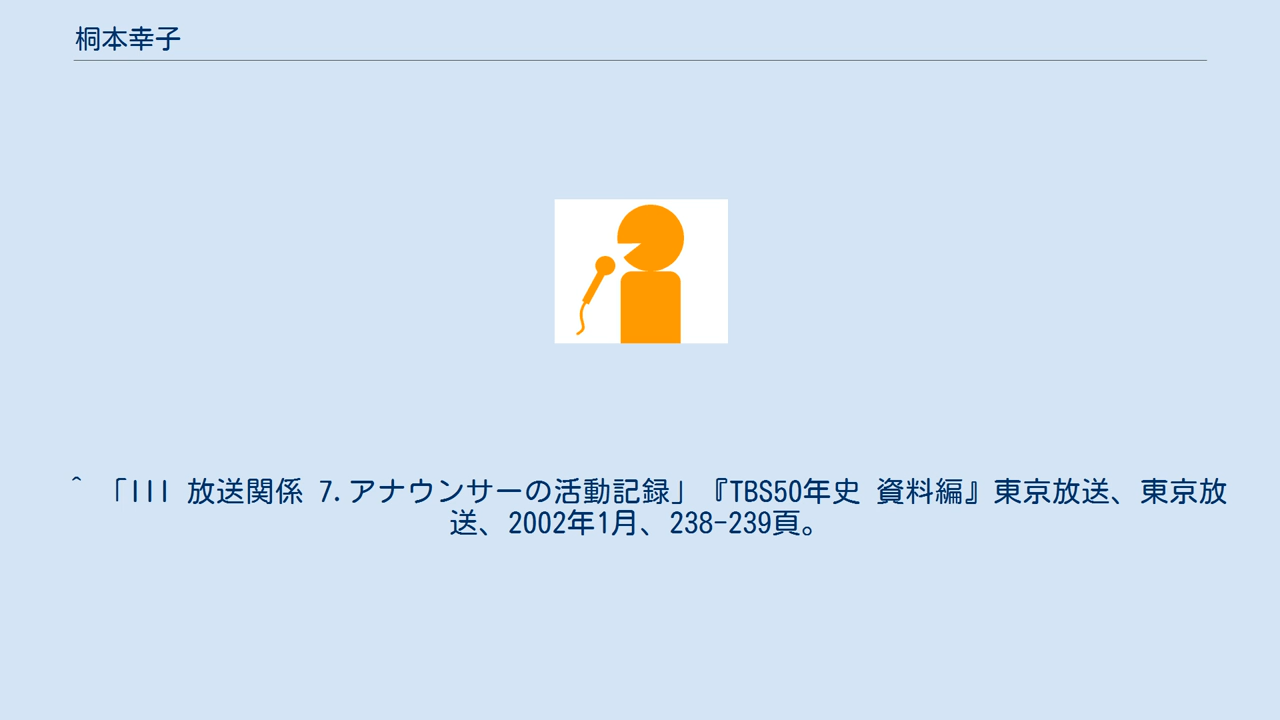 桐本幸子
^ 「III 放送関係 7.アナウンサーの活動記録」『TBS50年史 資料編』東京放送、東京放
送、2002年1月、238-239頁。